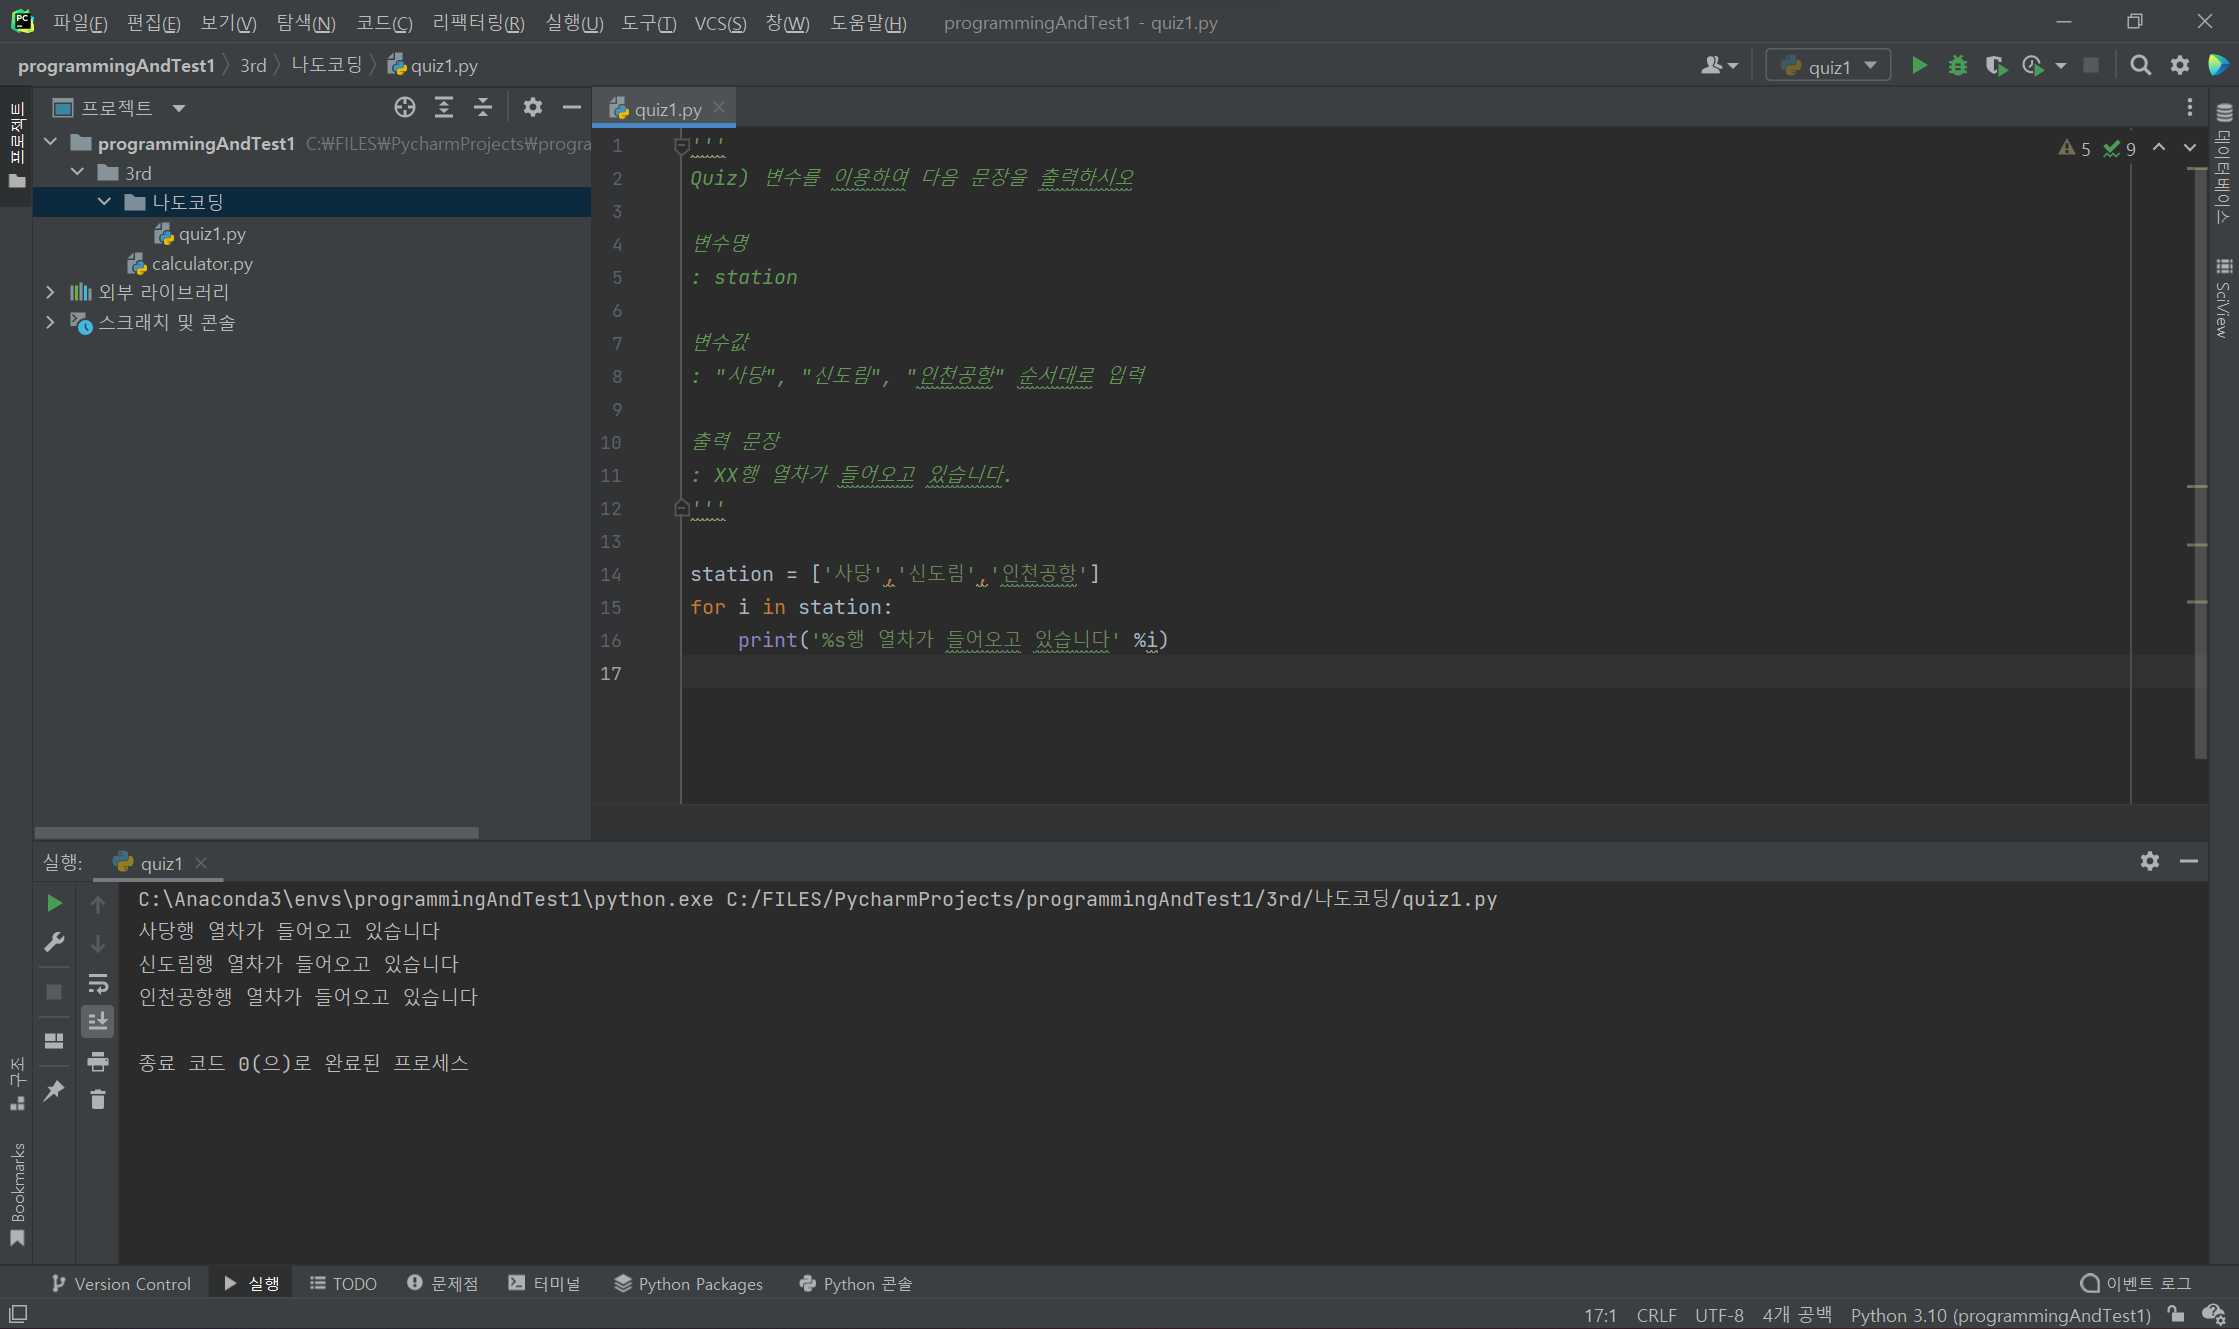 파일(F) 편집(E) 보기(V) 탐색(N) 코드(C) 리팩터링(R) 실행(U) 도구(T) VCS(S) 창(W) 도움말(H) programmingAndTest1 - quiz1.py
programmingAndTest1 3rd 나도코딩 quiz1.py
quiz1
프로젝트
프로젝트
programmingAndTest1 C:₩FILES₩PycharmProjects₩progra
3rd
나도코딩
quiz1.py
calculator.py
외부 라이브러리
스크래치 및 콘솔
quiz1.py
5 9
1 '''
2 Quiz) 변수를 이용하여 다음 문장을 출력하시오
3
4 변수명
5 : station
6
7 변수값
8 : "사당", "신도림", "인천공항" 순서대로 입력
9
10 출력 문장
11 : XX행 열차가 들어오고 있습니다.
12 '''
13
14 station = ['사당','신도림','인천공항']
15 for i in station:
16 print('%s행 열차가 들어오고 있습니다' %i)
17
데이터베이스
SciView
실행: quiz1
C:\Anaconda3\envs\programmingAndTest1\python.exe C:/FILES/PycharmProjects/programmingAndTest1/3rd/나도코딩/quiz1.py
사당행 열차가 들어오고 있습니다
신도림행 열차가 들어오고 있습니다
인천공항행 열차가 들어오고 있습니다
종료 코드 0(으)로 완료된 프로세스
구조
Bookmarks
Version Control 실행 TODO 문제점 터미널 Python Packages Python 콘솔 이벤트 로그
17:1 CRLF UTF-8 4개 공백 Python 3.10 (programmingAndTest1)